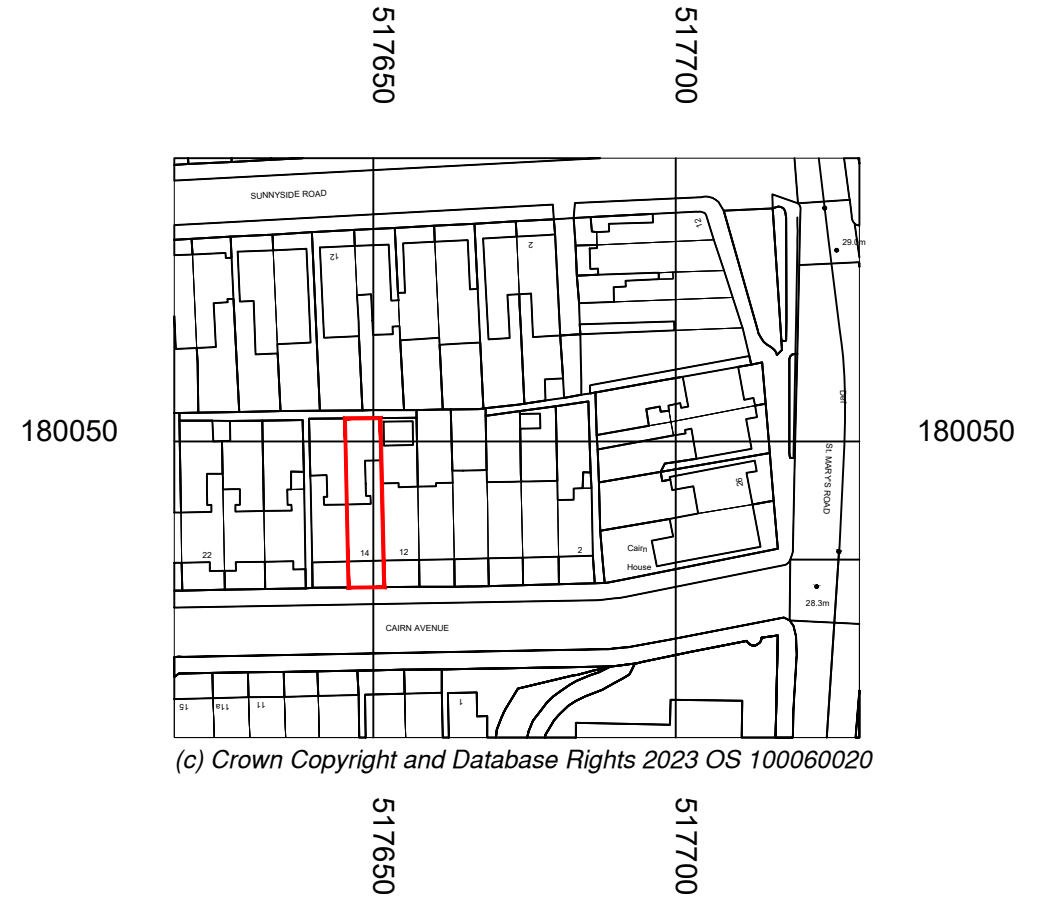 517650
517700
SUNNYSIDE ROAD
12
2
12
29.0m
180050
180050
Def
St. MARY'S ROAD
26
22
14
12
2
Cairn
House
28.3m
CAIRN AVENUE
15
11a
11
1
(c) Crown Copyright and Database Rights 2023 OS 100060020
517650
517700